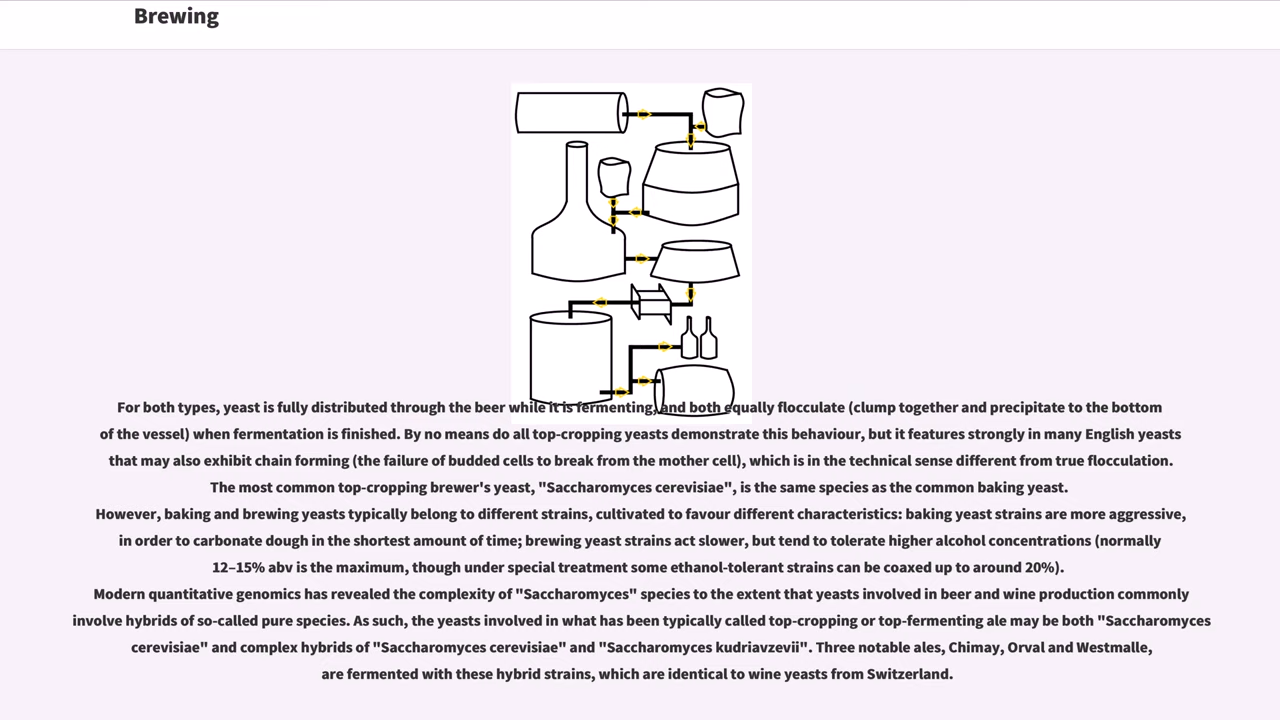 Brewing
For both types, yeast is fully distributed through the beer while it is fermenting, and both equally flocculate (clump together and precipitate to the bottom
of the vessel) when fermentation is finished. By no means do all top-cropping yeasts demonstrate this behaviour, but it features strongly in many English yeasts
that may also exhibit chain forming (the failure of budded cells to break from the mother cell), which is in the technical sense different from true flocculation.
The most common top-cropping brewer's yeast, "Saccharomyces cerevisiae", is the same species as the common baking yeast.
However, baking and brewing yeasts typically belong to different strains, cultivated to favour different characteristics: baking yeast strains are more aggressive,
in order to carbonate dough in the shortest amount of time; brewing yeast strains act slower, but tend to tolerate higher alcohol concentrations (normally
12–15% abv is the maximum, though under special treatment some ethanol-tolerant strains can be coaxed up to around 20%).
Modern quantitative genomics has revealed the complexity of "Saccharomyces" species to the extent that yeasts involved in beer and wine production commonly
involve hybrids of so-called pure species. As such, the yeasts involved in what has been typically called top-cropping or top-fermenting ale may be both "Saccharomyces
cerevisiae" and complex hybrids of "Saccharomyces cerevisiae" and "Saccharomyces kudriavzevii". Three notable ales, Chimay, Orval and Westmalle,
are fermented with these hybrid strains, which are identical to wine yeasts from Switzerland.